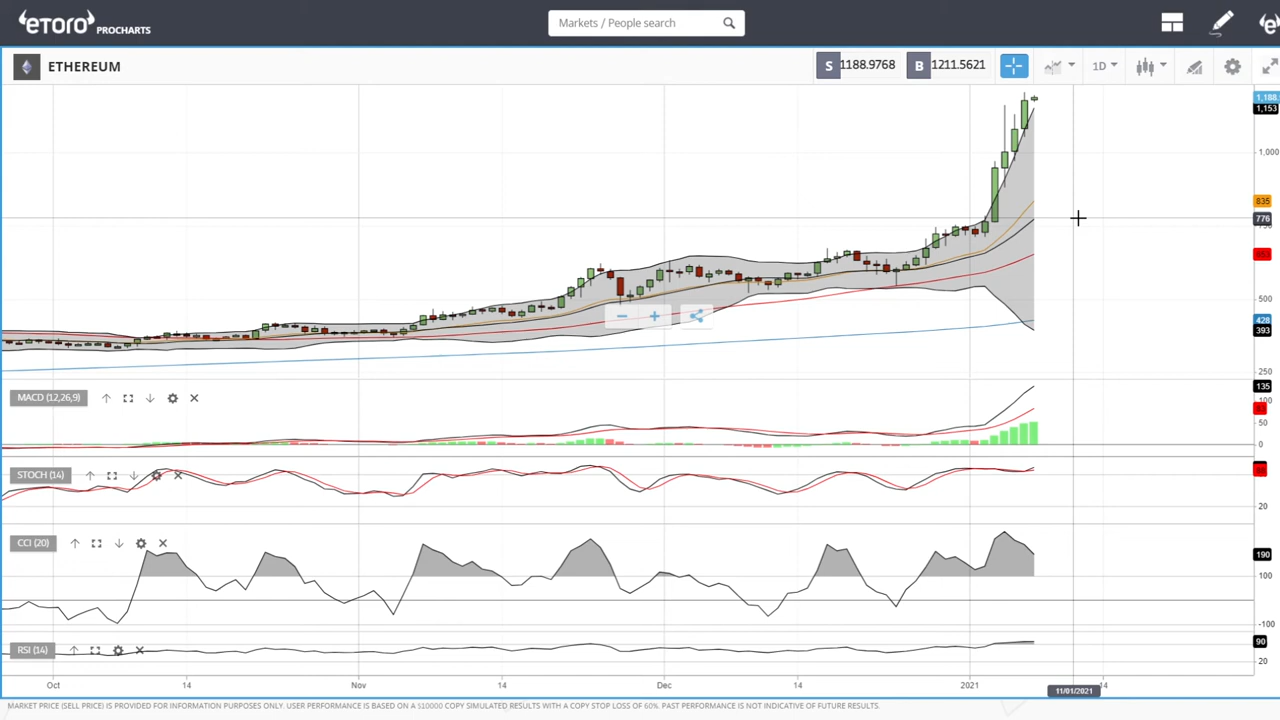 eToro PROCHARTS
Markets / People search
ETHEREUM
S 1188.9768 B 1211.5621
1D
1,153
1,000
835
776
500
428
393
250
MACD (12,26,9)
135
100
50
0
STOCH (14)
20
CCI (20)
190
100
-100
RSI (14)
90
20
Oct 14 Nov 14 Dec 14 2021 14
11/01/2021
MARKET PRICE (SELL PRICE) IS PROVIDED FOR INFORMATION PURPOSES ONLY. USER PERFORMANCE IS BASED ON A $10000 COPY SIMULATED RESULTS WITH A COPY STOP LOSS OF 60%. PAST PERFORMANCE IS NOT INDICATIVE OF FUTURE RESULTS.